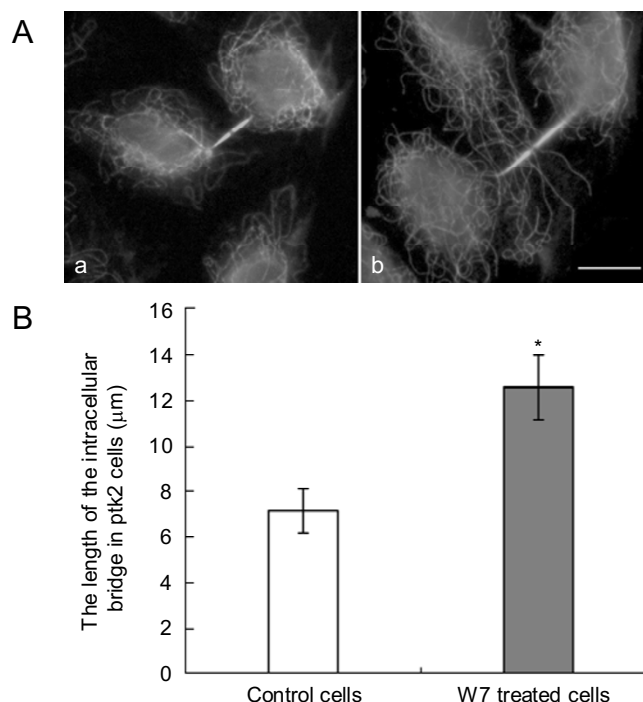 A
a
b
B
The length of the intracellular
bridge in ptk2 cells (μm)
16
14
12
10
8
6
4
2
0
*
Control cells
W7 treated cells